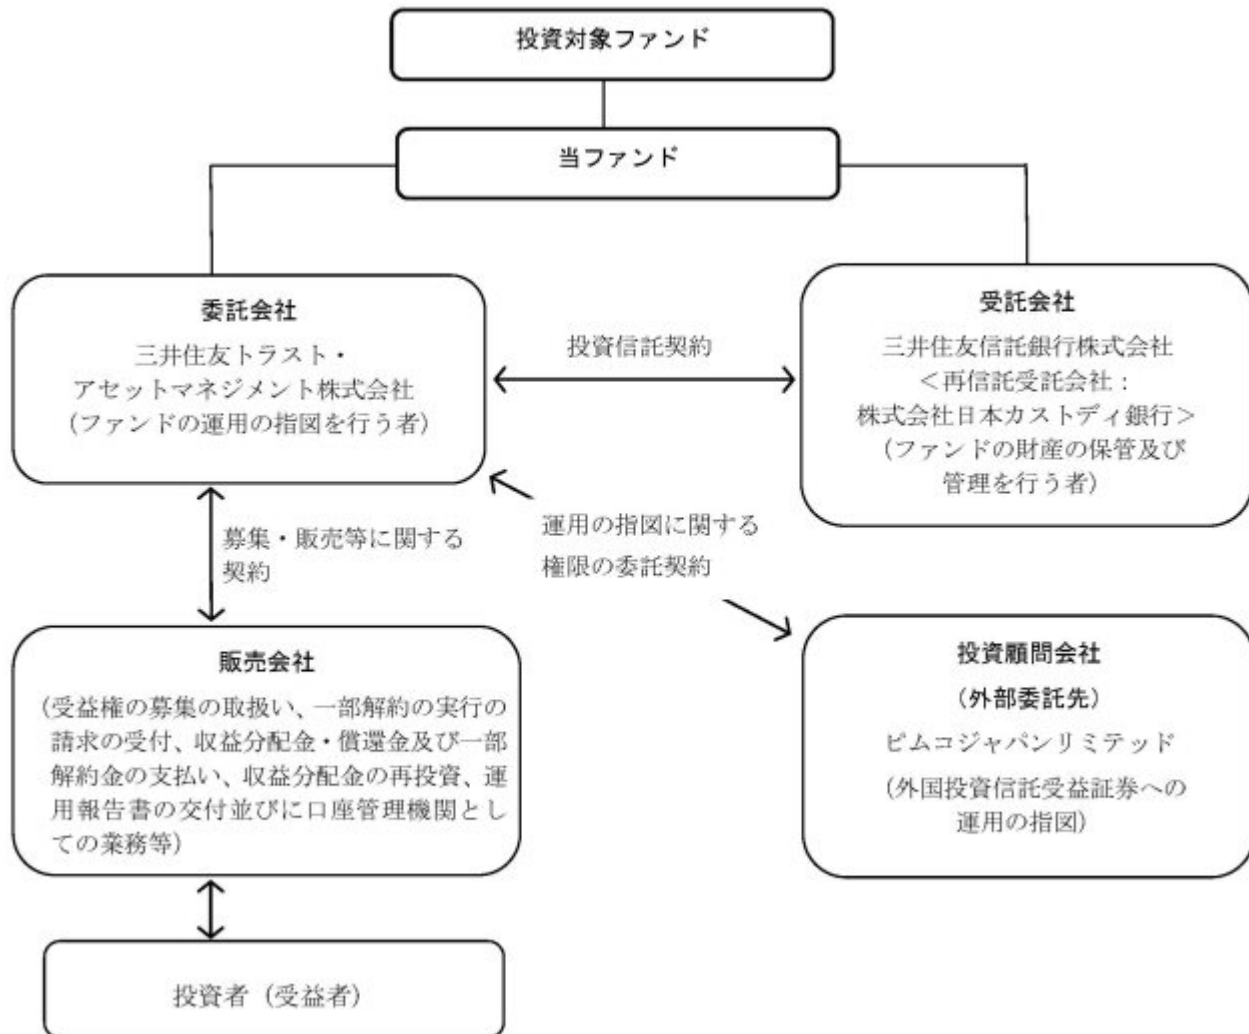 投資対象ファンド
当ファンド
委託会社
三井住友トラスト・
アセットマネジメント株式会社
(ファンドの運用の指図を行う者)
投資信託契約
受託会社
三井住友信託銀行株式会社
<再信託受託会社：
株式会社日本カストディ銀行>
(ファンドの財産の保管及び
管理を行う者)
募集・販売等に関する
契約
運用の指図に関する
権限の委託契約
販売会社
(受益権の募集の取扱い、一部解約の実行の
請求の受付、収益分配金・償還金及び一部
解約金の支払い、収益分配金の再投資、運
用報告書の交付並びに口座管理機関とし
ての業務等)
投資顧問会社
(外部委託先)
ピムコジャパンリミテッド
(外国投資信託受益証券への
運用の指図)
投資者（受益者）